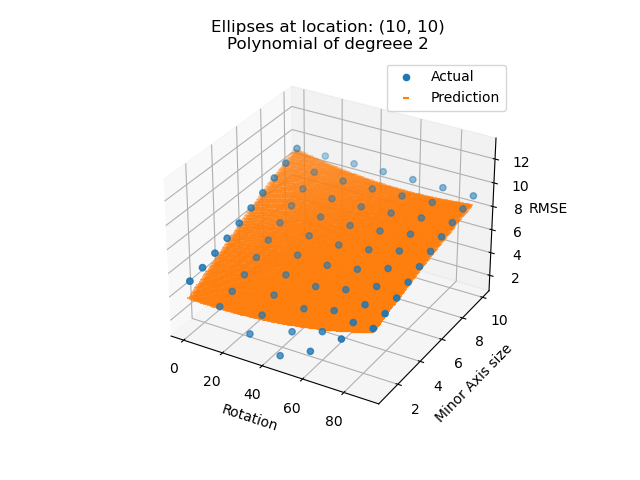 Ellipses at location: (10, 10)
Polynomial of degreee 2
Actual
Prediction
12
10
8
6
4
2
RMSE
10
8
6
4
2
Minor Axis size
0
20
40
60
80
Rotation